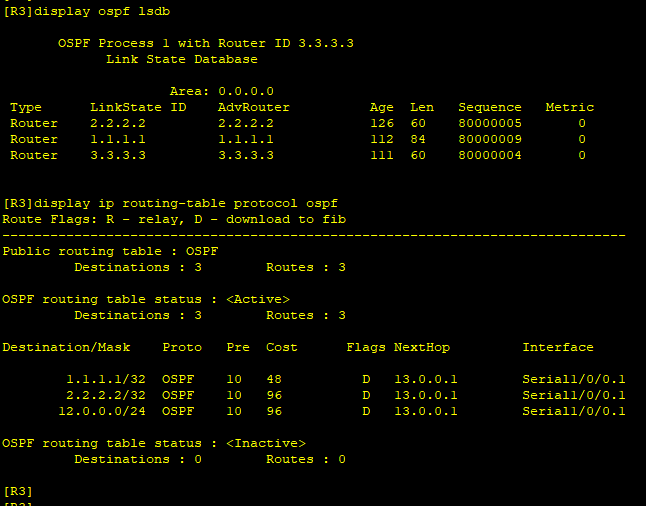 [R3]display ospf lsdb
OSPF Process 1 with Router ID 3.3.3.3
Link State Database
Area: 0.0.0.0
Type LinkState ID AdvRouter Age Len Sequence Metric
Router 2.2.2.2 2.2.2.2 126 60 80000005 0
Router 1.1.1.1 1.1.1.1 112 84 80000009 0
Router 3.3.3.3 3.3.3.3 111 60 80000004 0
[R3]display ip routing-table protocol ospf
Route Flags: R - relay, D - download to fib
------------------------------------------------------------------------------
Public routing table : OSPF
Destinations : 3 Routes : 3
OSPF routing table status : <Active>
Destinations : 3 Routes : 3
Destination/Mask Proto Pre Cost Flags NextHop Interface
1.1.1.1/32 OSPF 10 48 D 13.0.0.1 Serial1/0/0.1
2.2.2.2/32 OSPF 10 96 D 13.0.0.1 Serial1/0/0.1
12.0.0.0/24 OSPF 10 96 D 13.0.0.1 Serial1/0/0.1
OSPF routing table status : <Inactive>
Destinations : 0 Routes : 0
[R3]